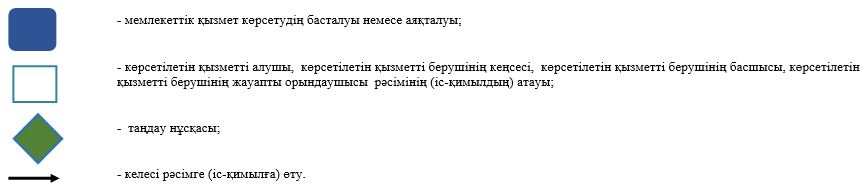 - мемлекеттік қызмет көрсетудің басталуы немесе аяқталуы;
- көрсетілетін қызметті алушы, көрсетілетін қызметті берушінің кеңсесі, көрсетілетін қызметті берушінің басшысы, көрсетілетін
қызметті берушінің жауапты орындаушысы рәсімінің (іс-қимылдың) атауы;
- таңдау нұсқасы;
- келесі рәсімге (іс-қимылға) өту.